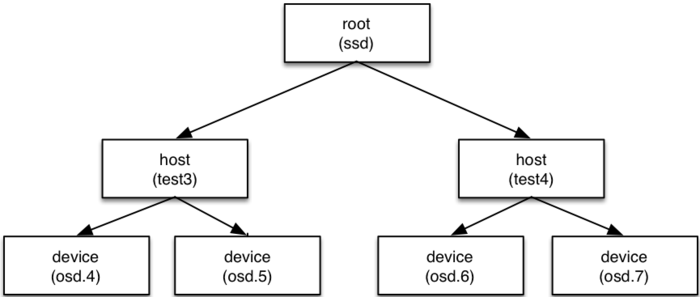 root
(ssd)
host
(test3)
host
(test4)
device
(osd.4)
device
(osd.5)
device
(osd.6)
device
(osd.7)